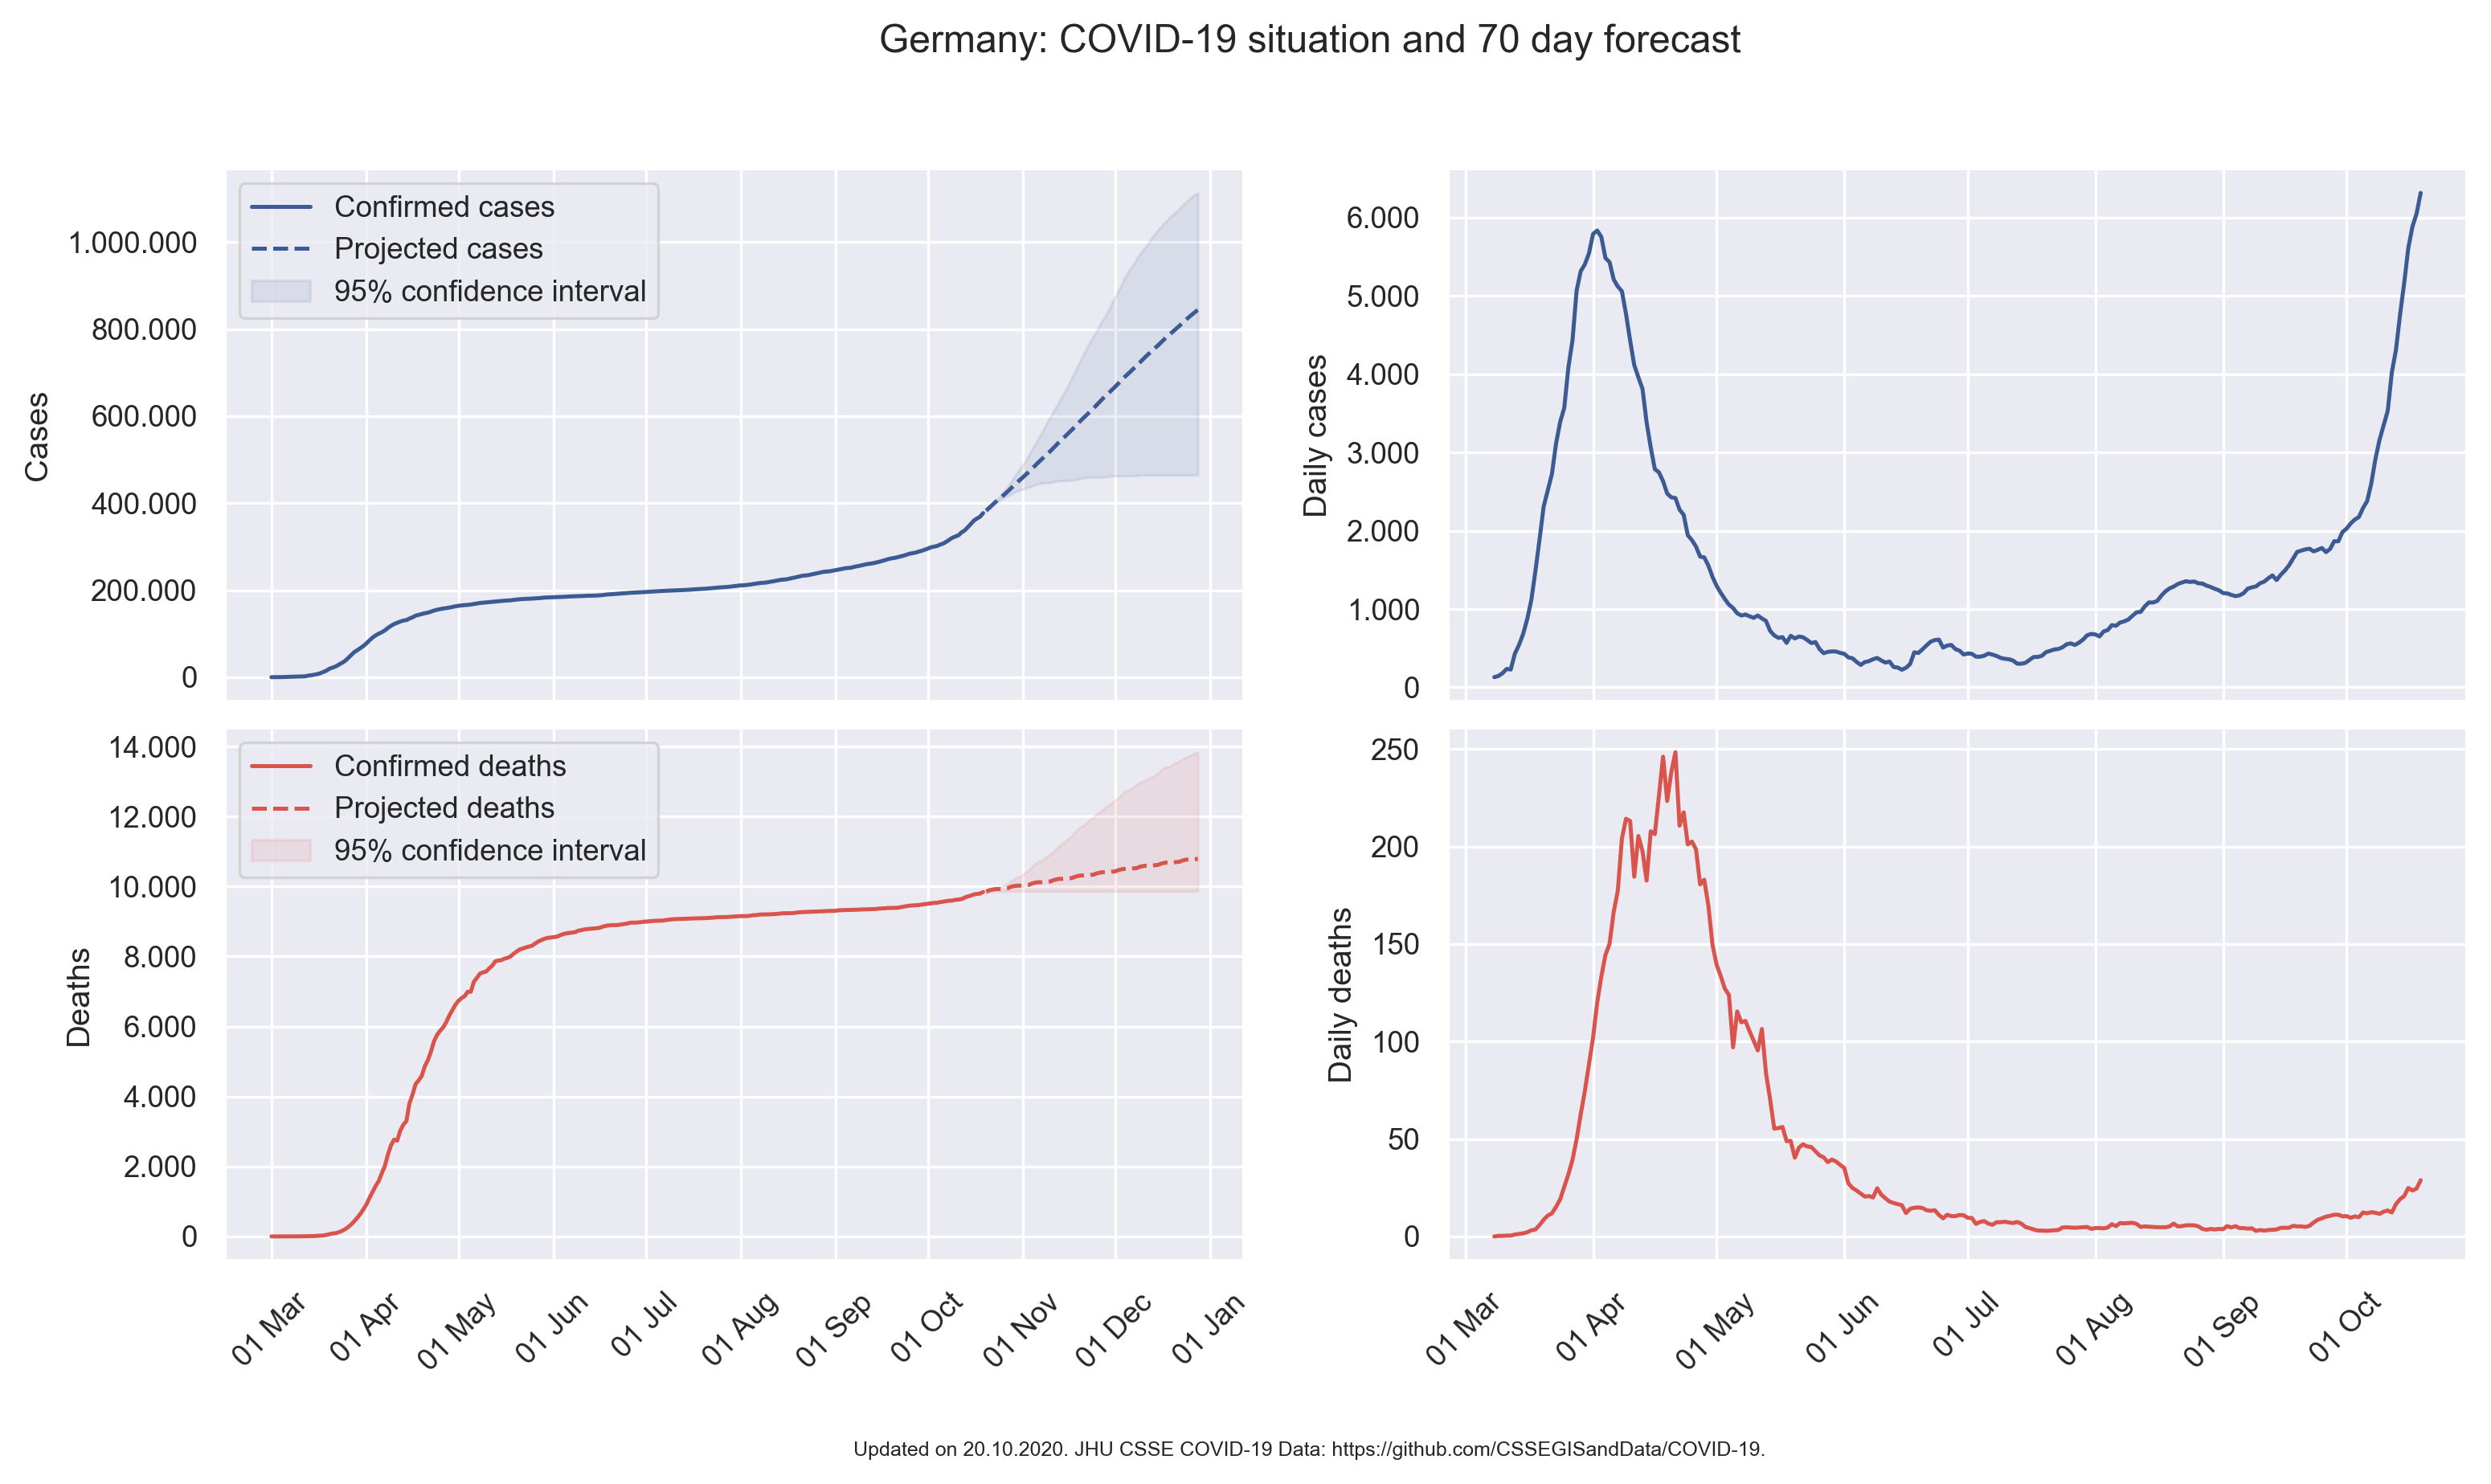 Germany: COVID-19 situation and 70 day forecast
Confirmed cases
Projected cases
95% confidence interval
Cases
1.000.000
800.000
600.000
400.000
200.000
0
Daily cases
6.000
5.000
4.000
3.000
2.000
1.000
0
Confirmed deaths
Projected deaths
95% confidence interval
Deaths
14.000
12.000
10.000
8.000
6.000
4.000
2.000
0
01 Mar
01 Apr
01 May
01 Jun
01 Jul
01 Aug
01 Sep
01 Oct
01 Nov
01 Dec
01 Jan
Daily deaths
250
200
150
100
50
0
01 Mar
01 Apr
01 May
01 Jun
01 Jul
01 Aug
01 Sep
01 Oct
Updated on 20.10.2020. JHU CSSE COVID-19 Data: https://github.com/CSSEGISandData/COVID-19.